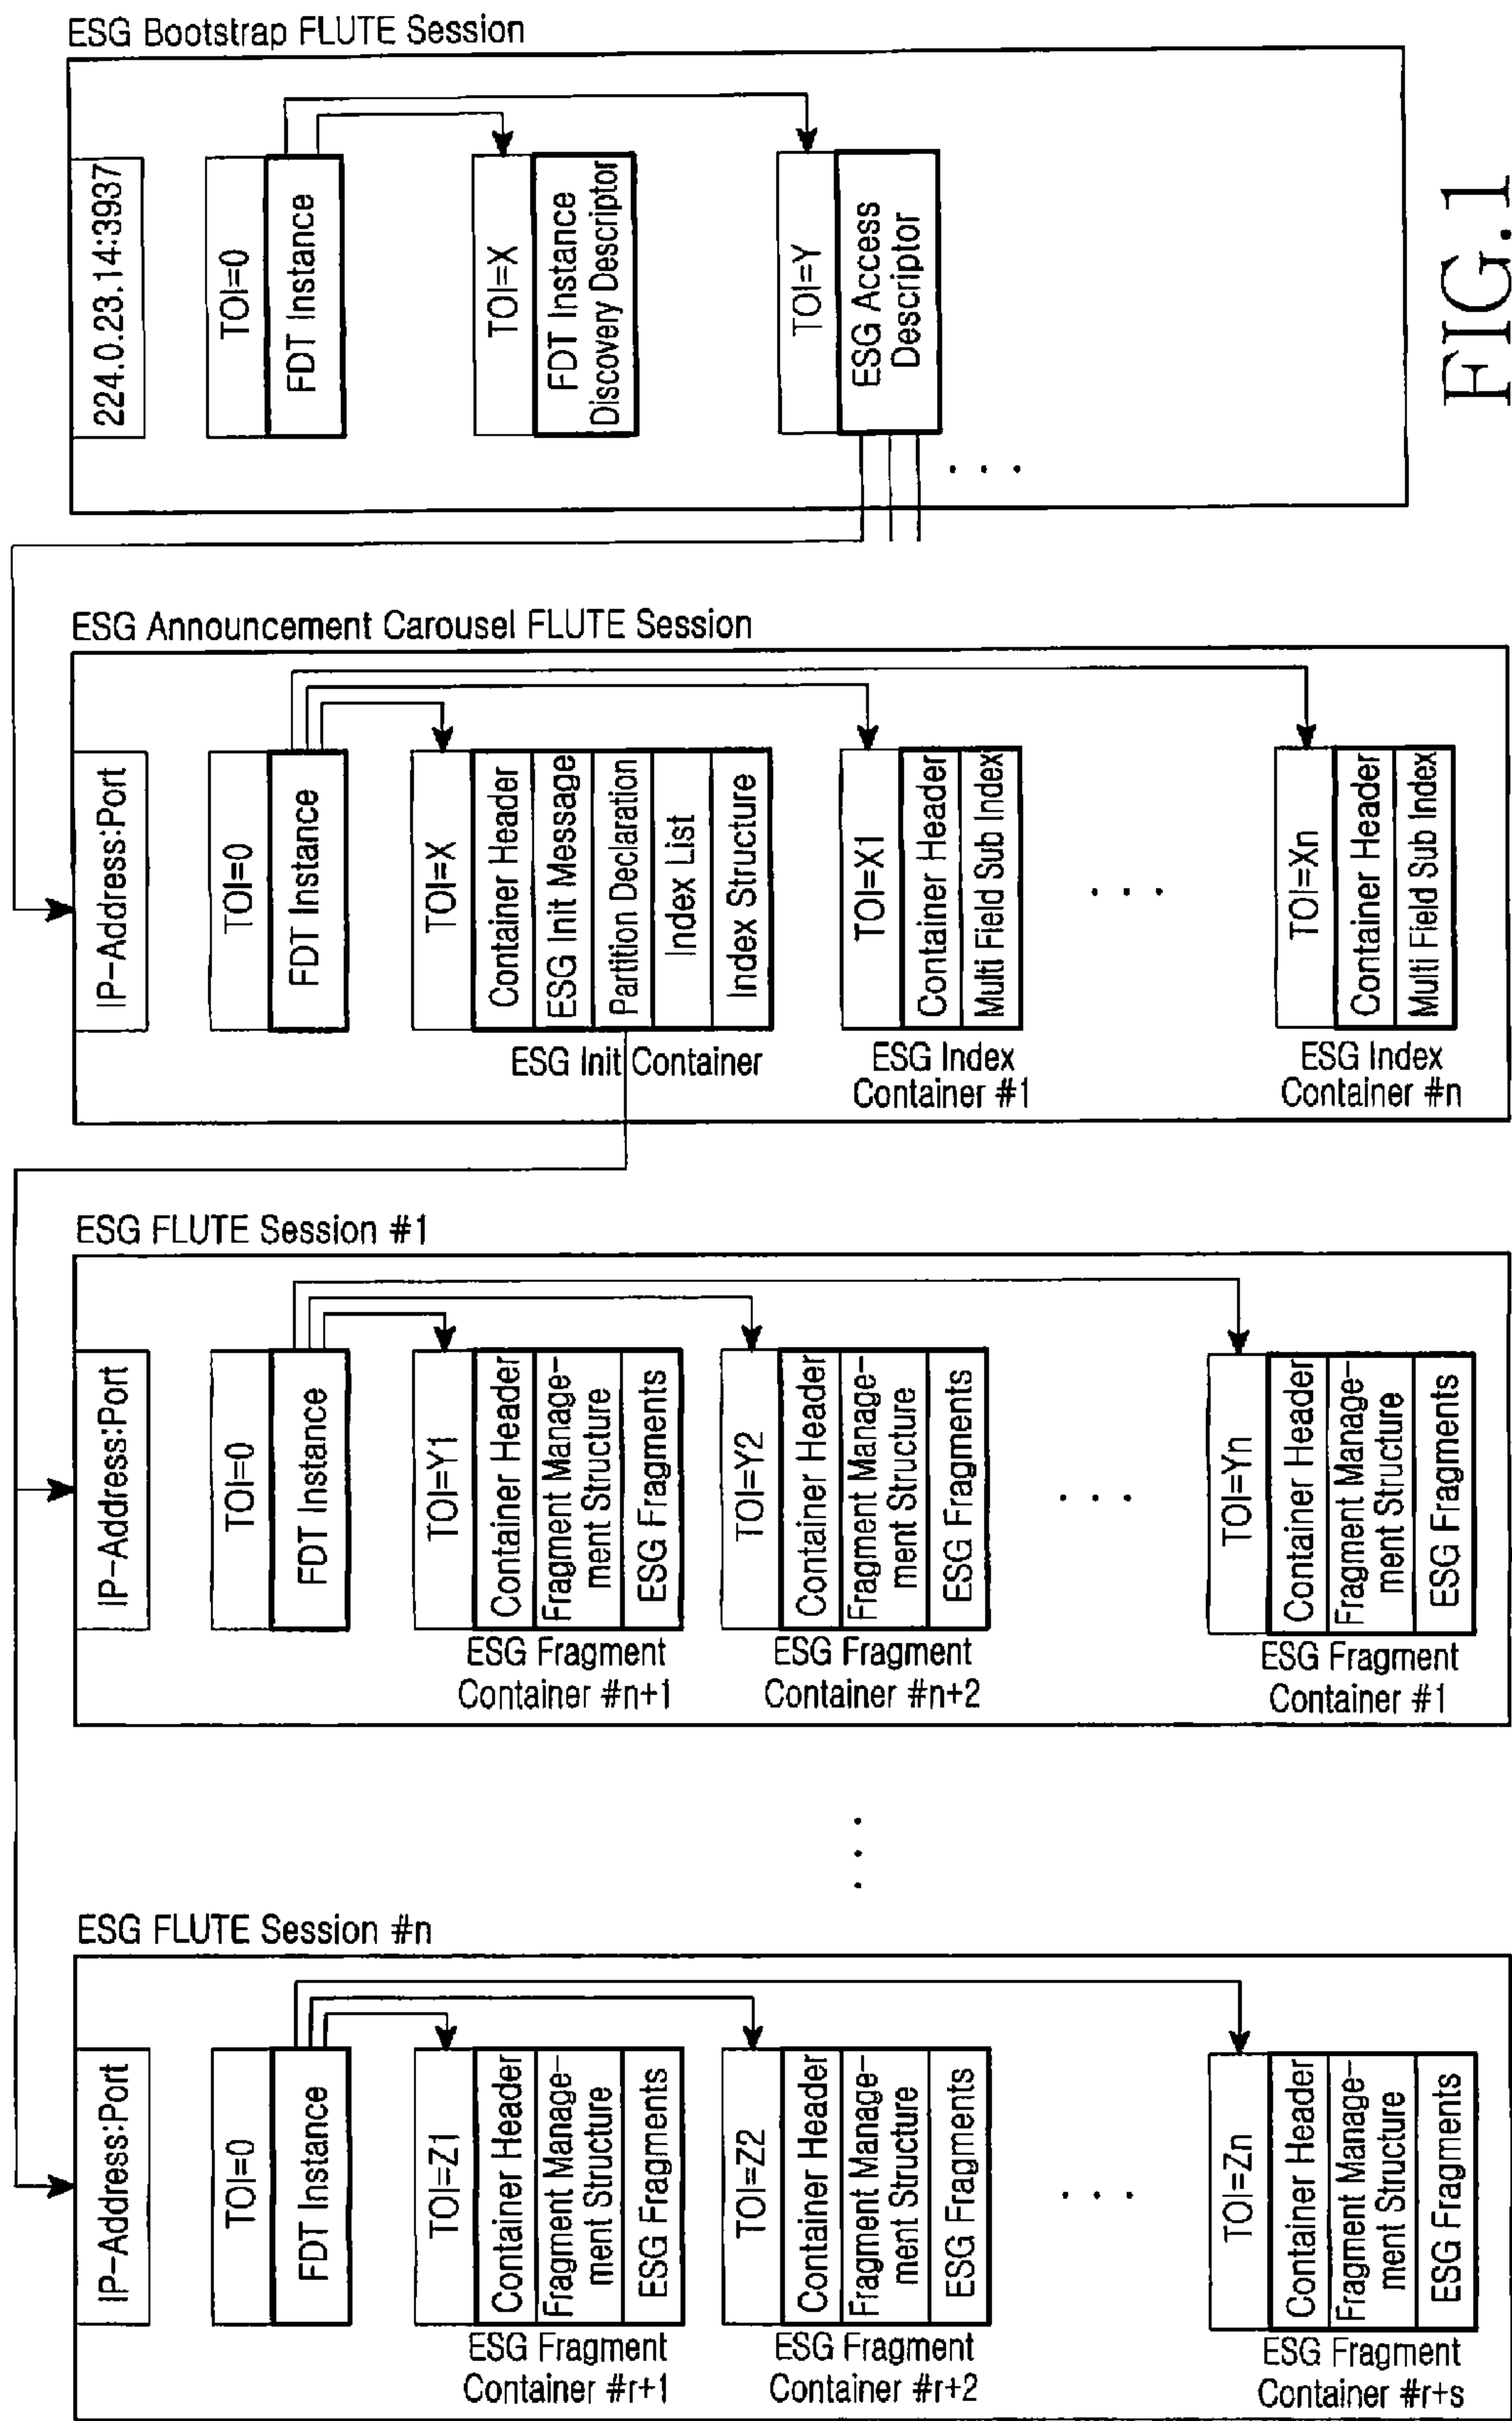 ESG Bootstrap FLUTE Session
224.0.23.14:3937
TOI=0
FDT Instance
TOI=X
FDT Instance
Discovery Descriptor
TOI=Y
ESG Access
Descriptor
. . .
ESG Announcement Carousel FLUTE Session
IP-Address:Port
TOI=0
FDT Instance
TOI=X
Container Header
ESG Init Message
Partition Declaration
Index List
Index Structure
ESG Init Container
TOI=X1
Container Header
Multi Field Sub Index
ESG Index
Container #1
. . .
TOI=Xn
Container Header
Multi Field Sub Index
ESG Index
Container #n
ESG FLUTE Session #1
IP-Address:Port
TOI=0
FDT Instance
TOI=Y1
Container Header
Fragment Manage-
ment Structure
ESG Fragments
ESG Fragment
Container #n+1
TOI=Y2
Container Header
Fragment Manage-
ment Structure
ESG Fragments
ESG Fragment
Container #n+2
. . .
TOI=Yn
Container Header
Fragment Manage-
ment Structure
ESG Fragments
ESG Fragment
Container #1
. . .
ESG FLUTE Session #n
IP-Address:Port
TOI=0
FDT Instance
TOI=Z1
Container Header
Fragment Manage-
ment Structure
ESG Fragments
ESG Fragment
Container #r+1
TOI=Z2
Container Header
Fragment Manage-
ment Structure
ESG Fragments
ESG Fragment
Container #r+2
. . .
TOI=Zn
Container Header
Fragment Manage-
ment Structure
ESG Fragments
ESG Fragment
Container #r+s
FIG.1